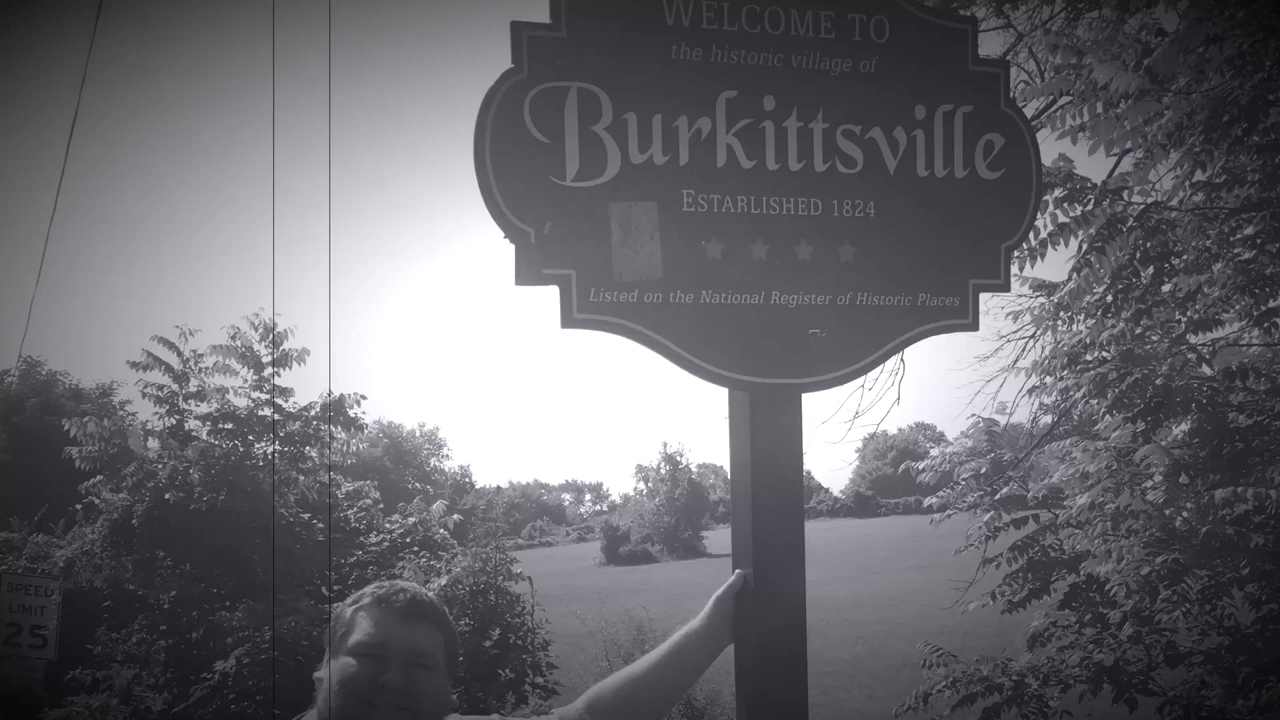 WELCOME TO
the historic village of
Burkittsville
ESTABLISHED 1824
Listed on the National Register of Historic Places
SPEED
LIMIT
25